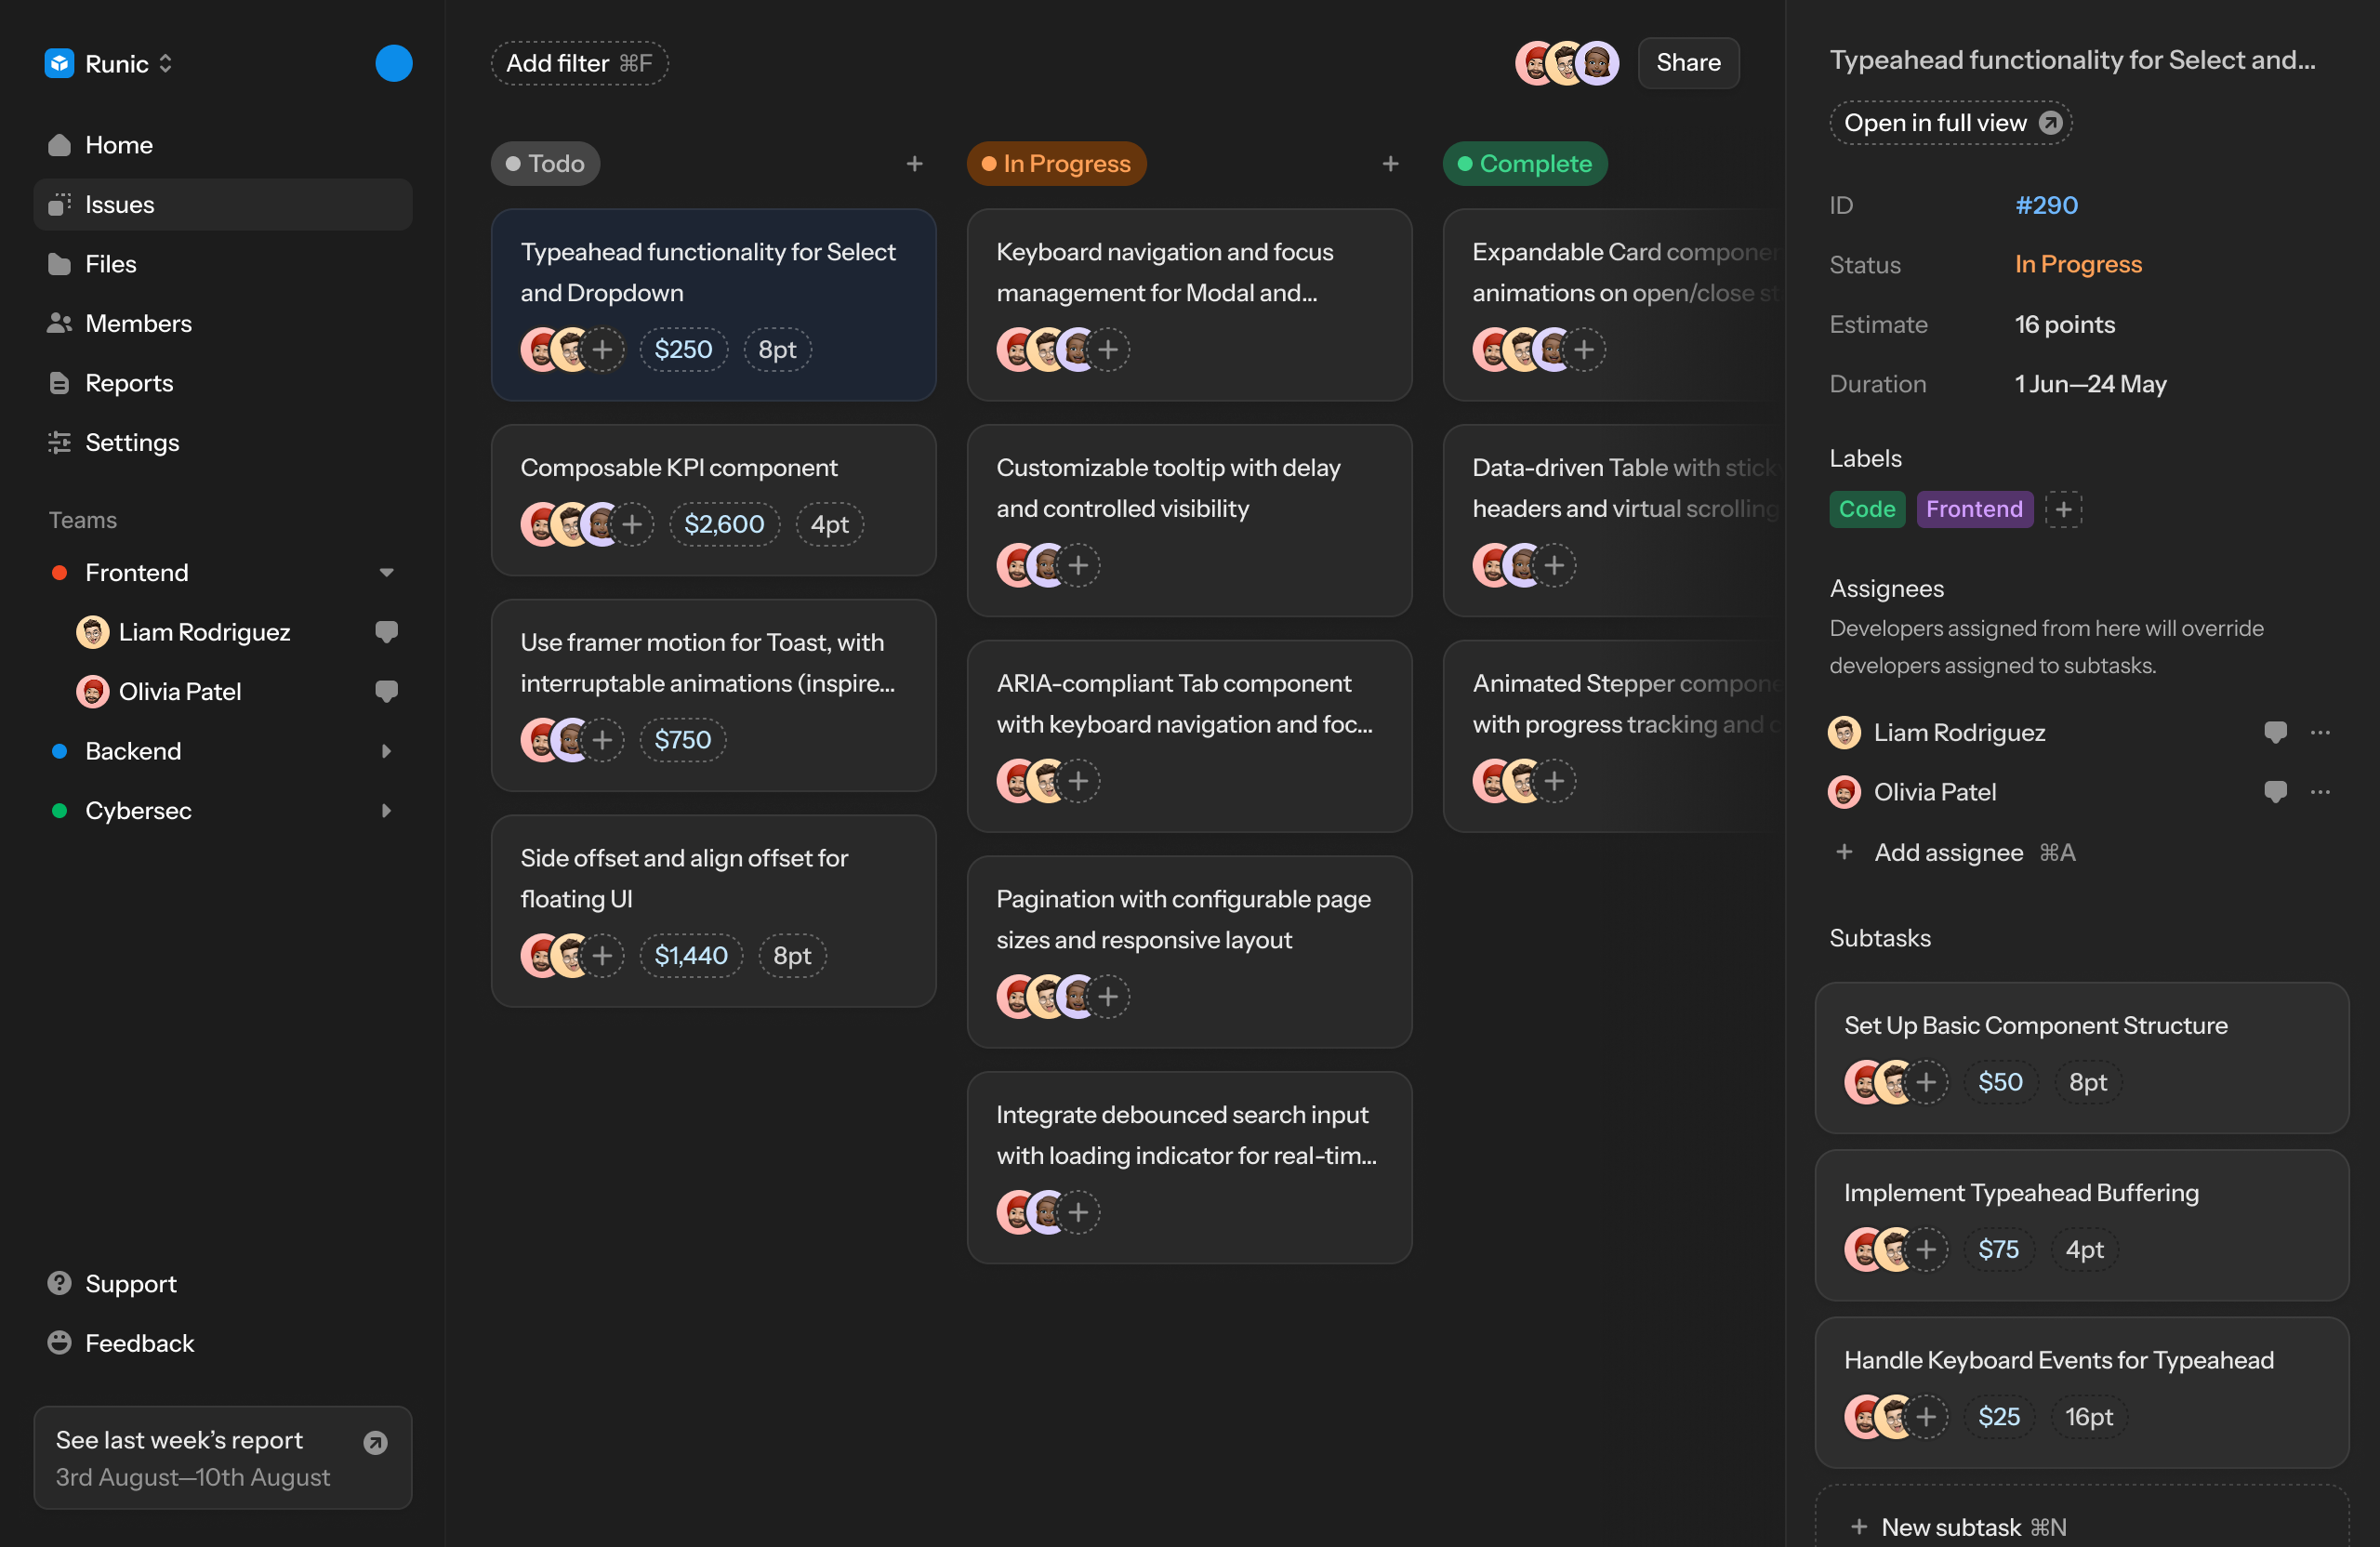 Runic
Home
Issues
Files
Members
Reports
Settings
Teams
Frontend
Liam Rodriguez
Olivia Patel
Backend
Cybersec
Support
Feedback
See last week’s report
3rd August—10th August
Add filter ⌘F
Share
Todo
Typeahead functionality for Select
and Dropdown
$250 8pt
Composable KPI component
$2,600 4pt
Use framer motion for Toast, with
interruptable animations (inspire...
$750
Side offset and align offset for
floating UI
$1,440 8pt
In Progress
Keyboard navigation and focus
management for Modal and...
Customizable tooltip with delay
and controlled visibility
ARIA-compliant Tab component
with keyboard navigation and foc...
Pagination with configurable page
sizes and responsive layout
Integrate debounced search input
with loading indicator for real-tim...
Complete
Expandable Card
animations on open/close
Data-driven Table with
headers and virtual scrolling
Animated Stepper
with progress tracking and
Typeahead functionality for Select and...
Open in full view
ID #290
Status In Progress
Estimate 16 points
Duration 1 Jun—24 May
Labels
Code Frontend
Assignees
Developers assigned from here will override
developers assigned to subtasks.
Liam Rodriguez
Olivia Patel
Add assignee ⌘A
Subtasks
Set Up Basic Component Structure
$50 8pt
Implement Typeahead Buffering
$75 4pt
Handle Keyboard Events for Typeahead
$25 16pt
New subtask ⌘N